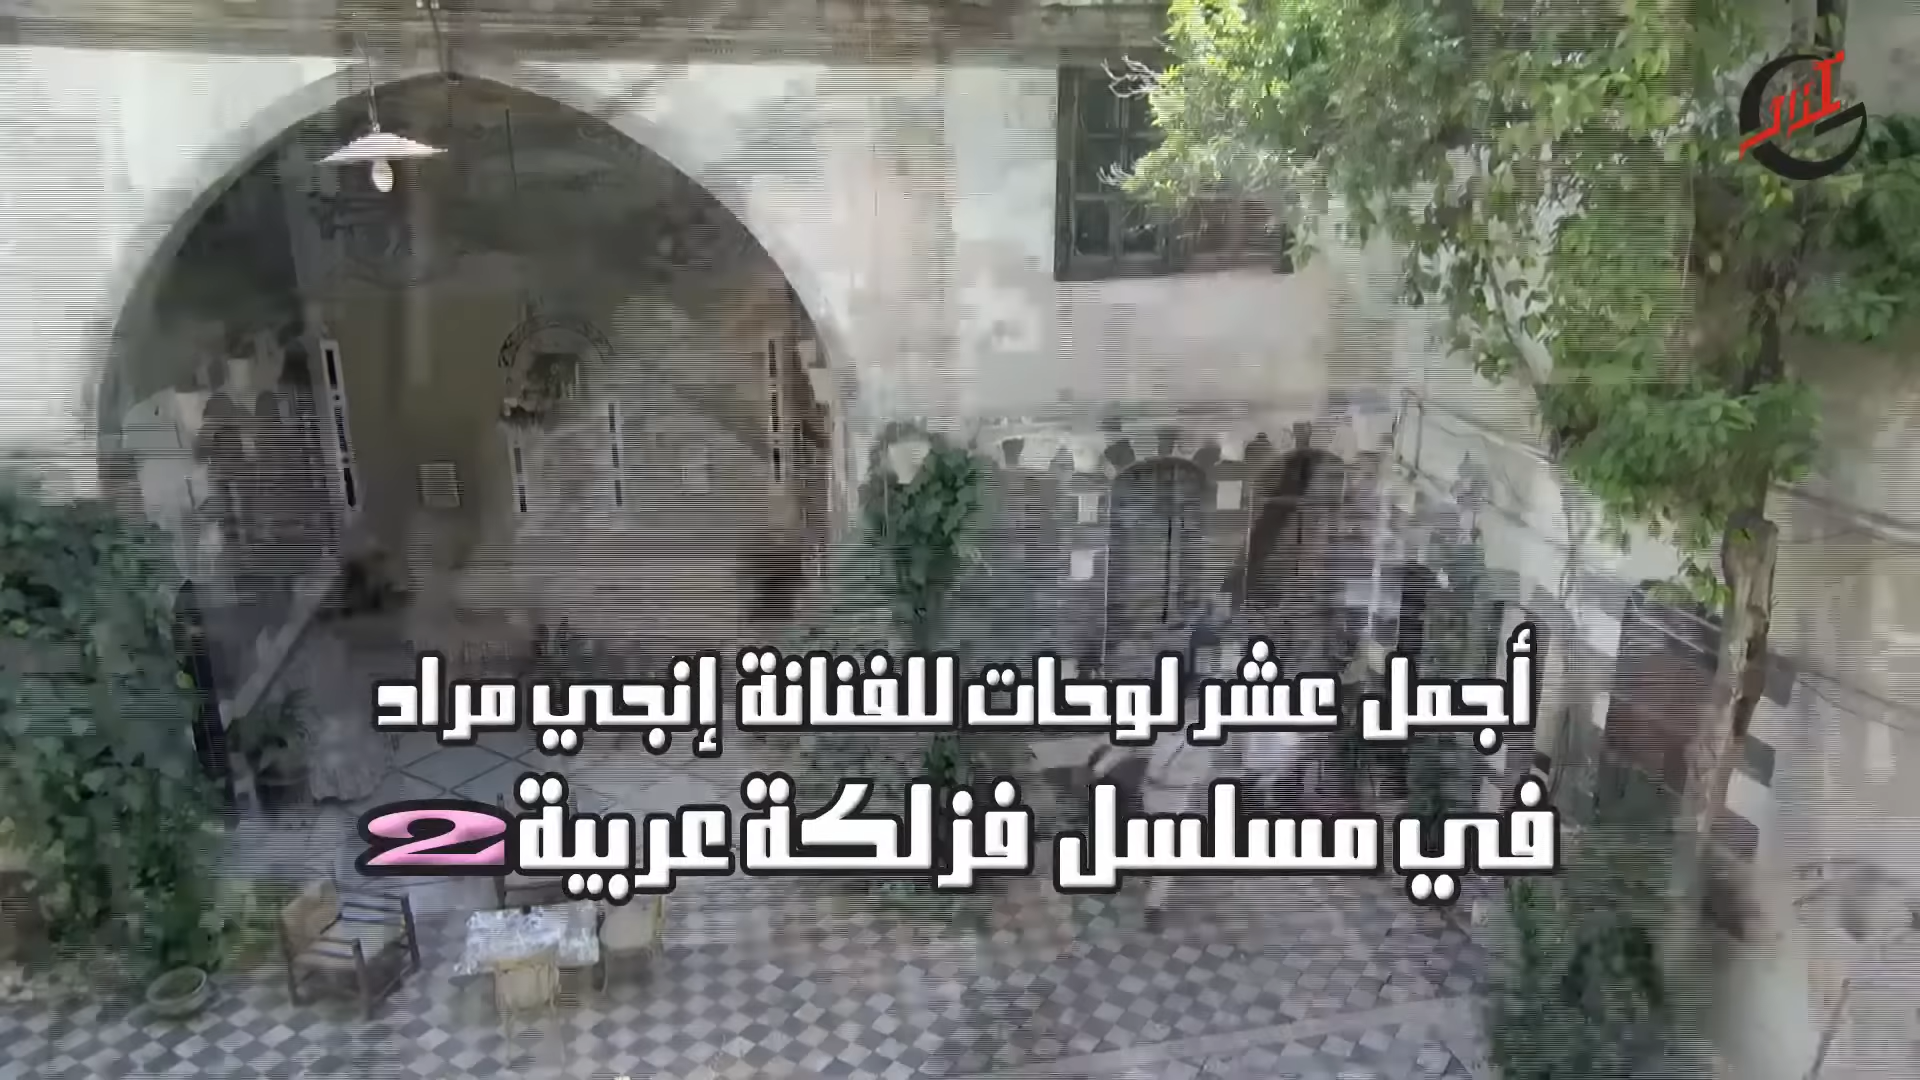 أجمل عشر لوحات للفنانة إنجي مراد
في مسلسل فزلكة عربية 2